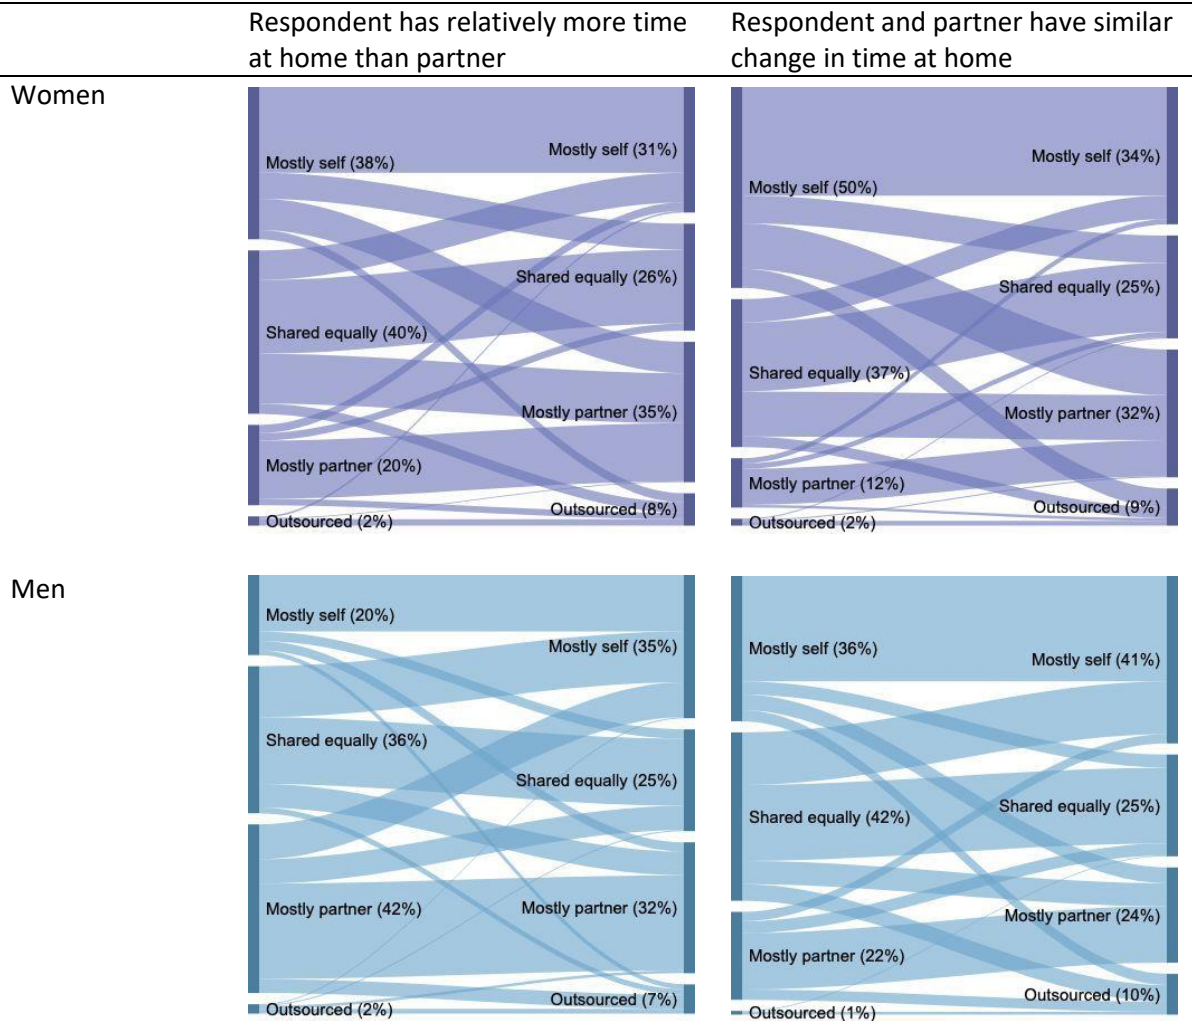 Respondent has relatively more time
at home than partner
Respondent and partner have similar
change in time at home
Women
Mostly self (38%)
Shared equally (40%)
Mostly partner (20%)
Outsourced (2%)
Mostly self (31%)
Shared equally (26%)
Mostly partner (35%)
Outsourced (8%)
Mostly self (50%)
Shared equally (37%)
Mostly partner (12%)
Outsourced (2%)
Mostly self (34%)
Shared equally (25%)
Mostly partner (32%)
Outsourced (9%)
Men
Mostly self (20%)
Shared equally (36%)
Mostly partner (42%)
Outsourced (2%)
Mostly self (35%)
Shared equally (25%)
Mostly partner (32%)
Outsourced (7%)
Mostly self (36%)
Shared equally (42%)
Mostly partner (22%)
Outsourced (1%)
Mostly self (41%)
Shared equally (25%)
Mostly partner (24%)
Outsourced (10%)